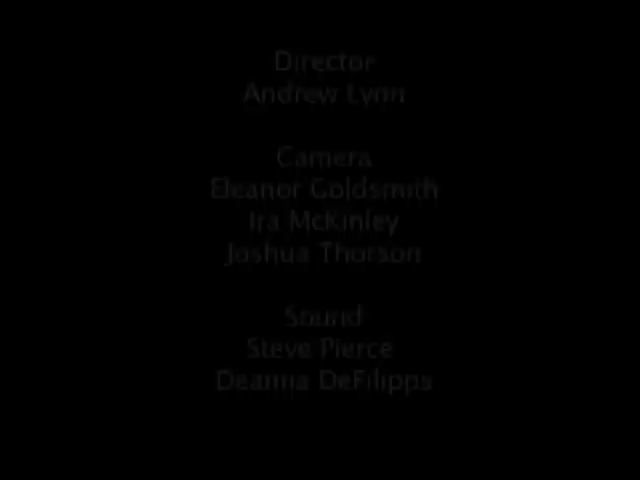 Director
Andrew Lynn
Camera
Eleanor Goldsmith
Ira McKinley
Joshua Thorson
Sound
Steve Pierce
Deanna DeFilipps